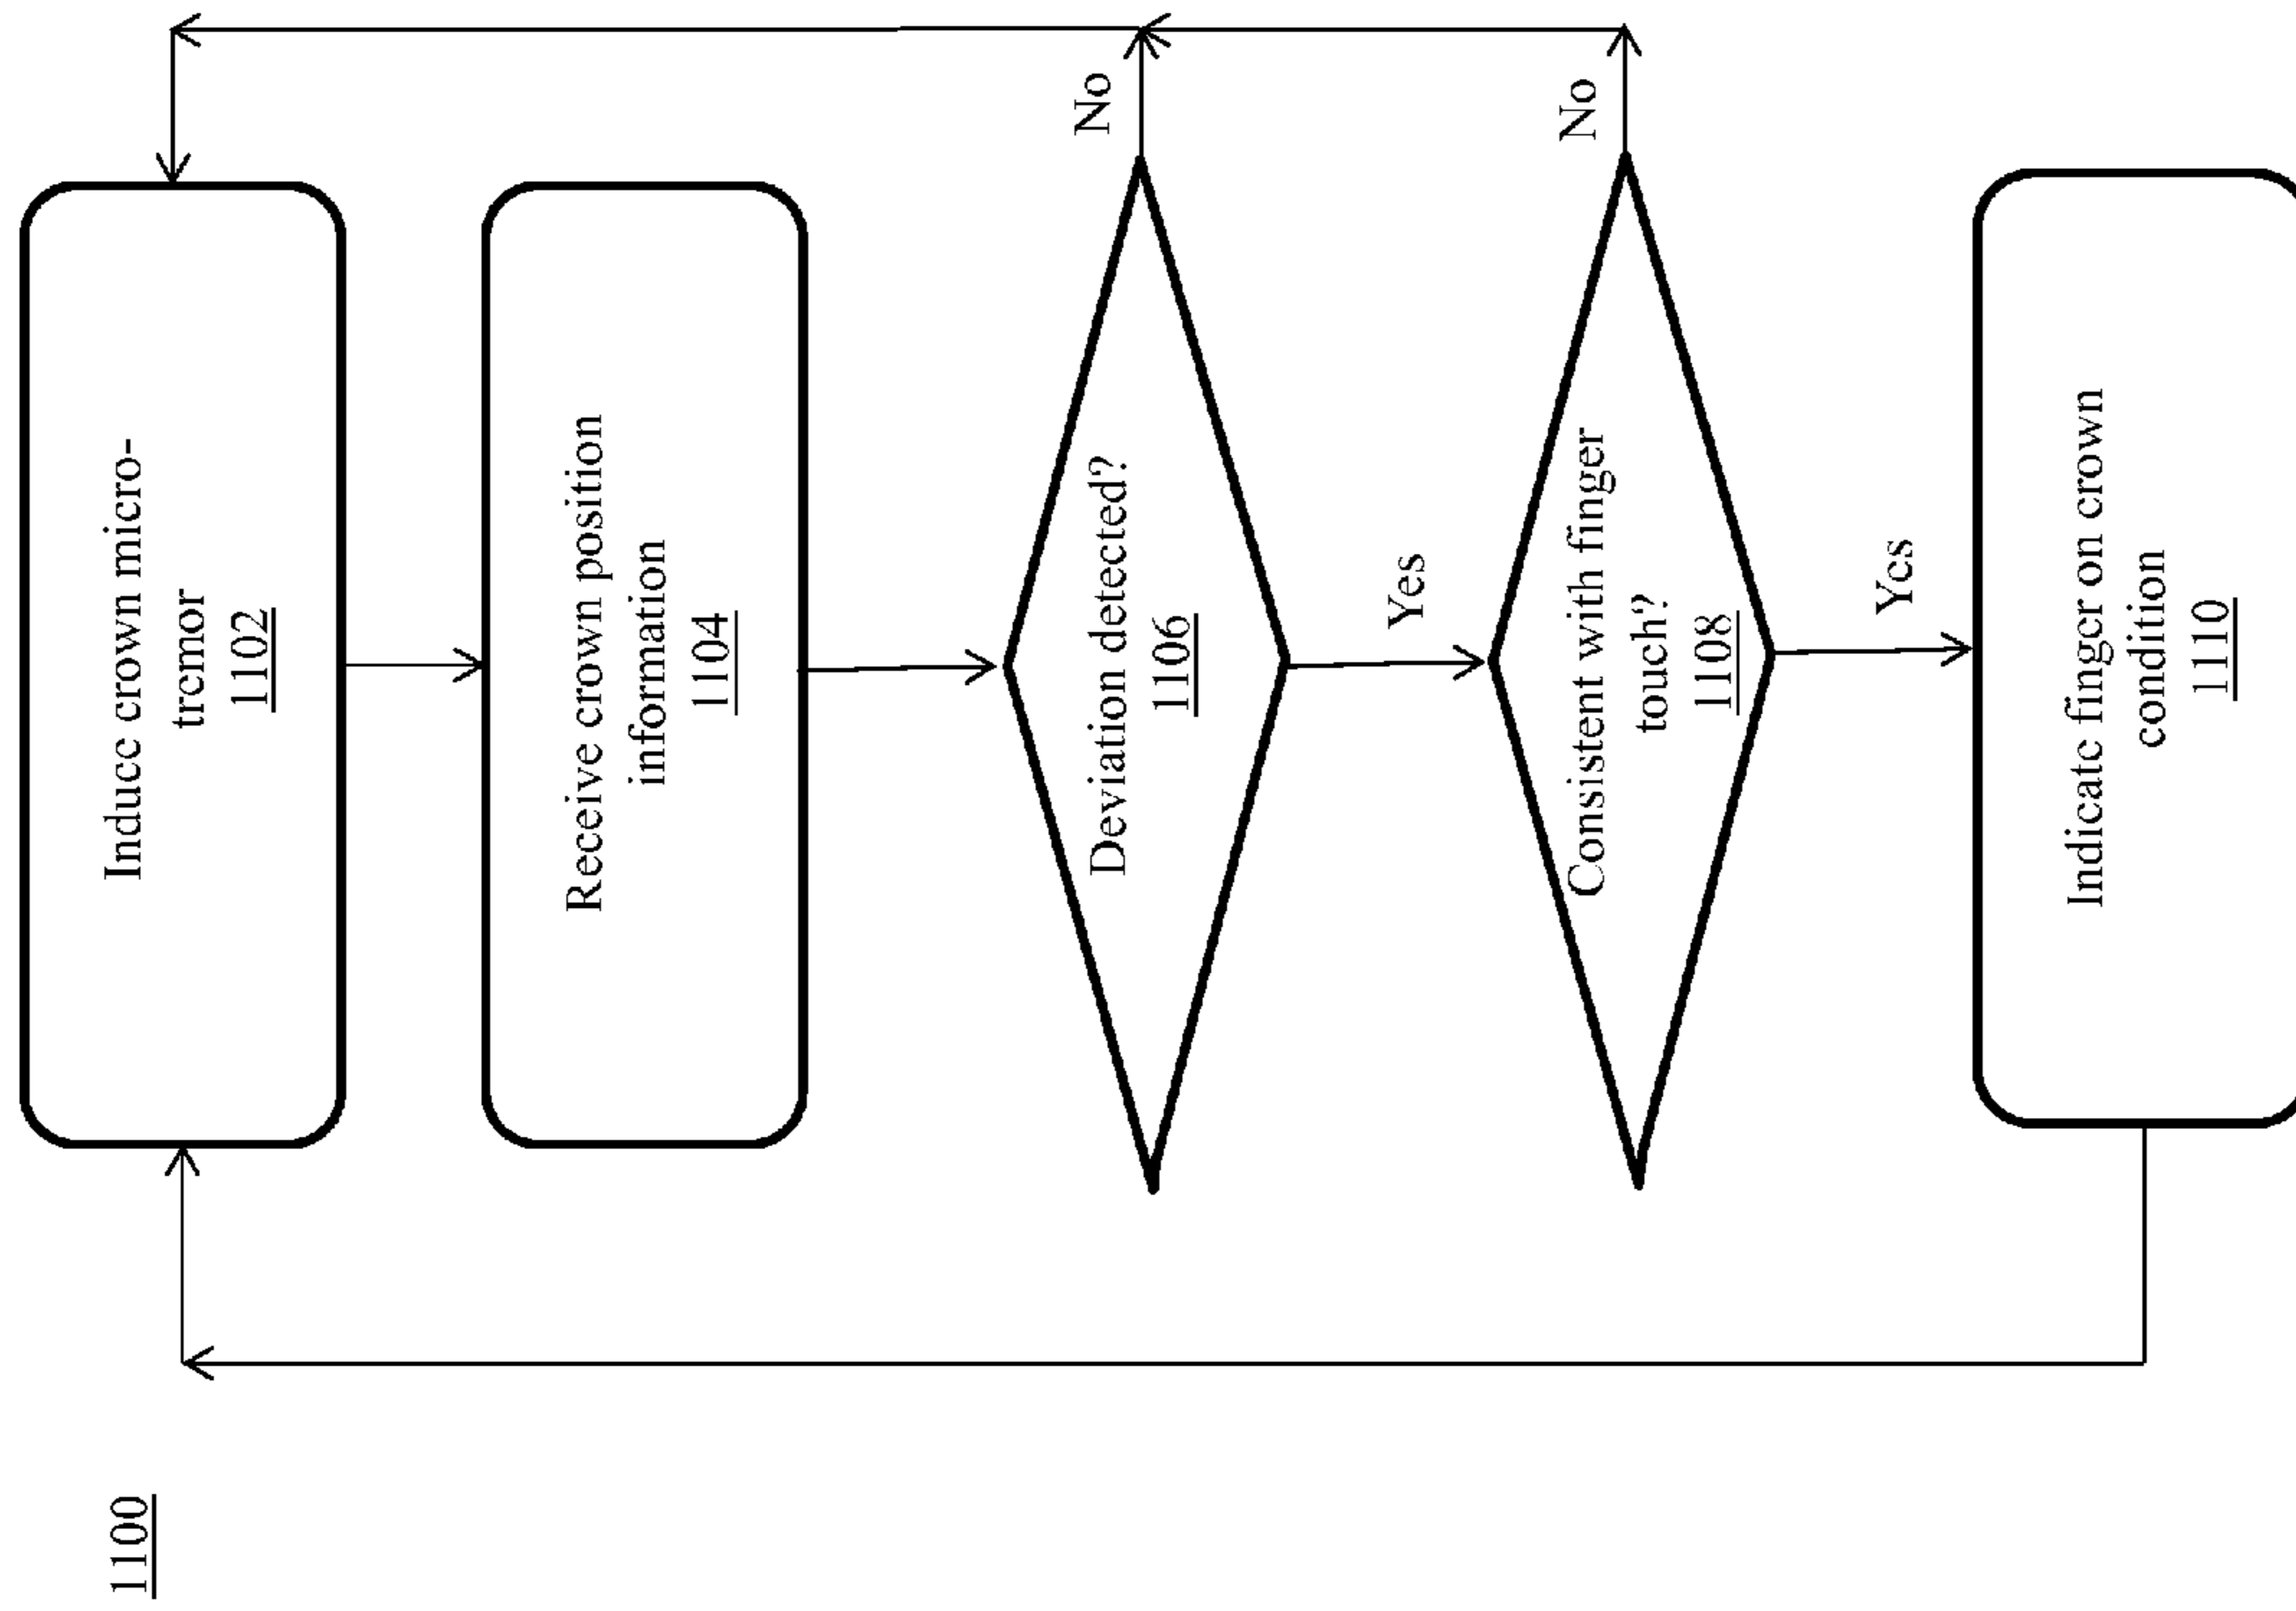 1100
Induce crown micro-
tremor
1102
Receive crown position
information
1104
Deviation detected?
1106
No
Yes
Consistent with finger
touch?
1108
No
Yes
Indicate finger on crown
condition
1110